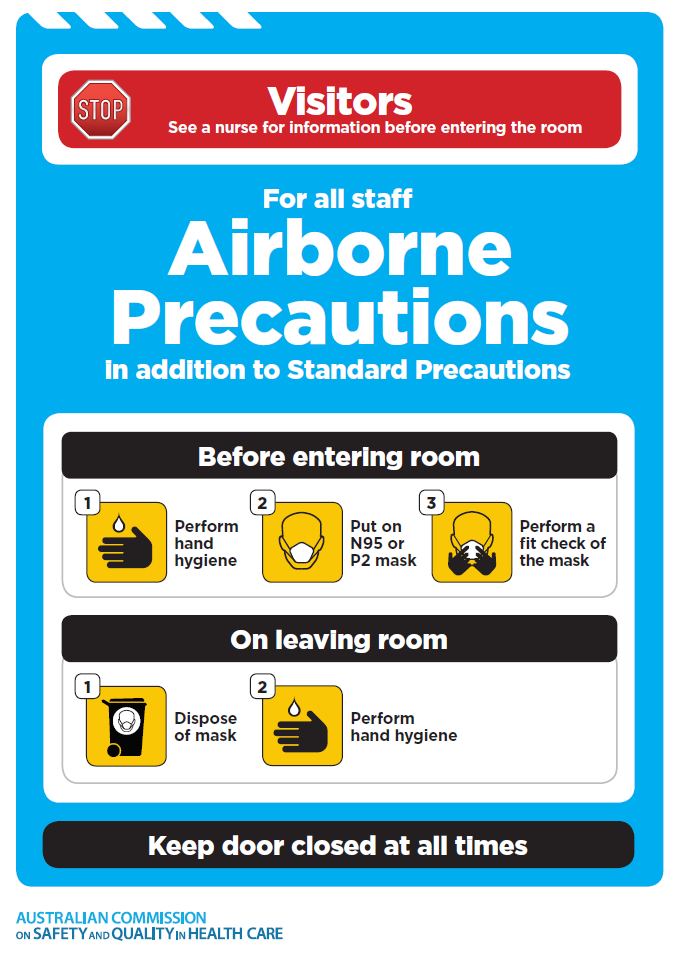 STOP
Visitors
See a nurse for information before entering the room
For all staff
Airborne
Precautions
in addition to Standard Precautions
Before entering room
1
Perform
hand
hygiene
2
Put on
N95 or
P2 mask
3
Perform a
fit check of
the mask
On leaving room
1
Dispose
of mask
2
Perform
hand hygiene
Keep door closed at all times
AUSTRALIAN COMMISSION
ON SAFETY AND QUALITY IN HEALTH CARE